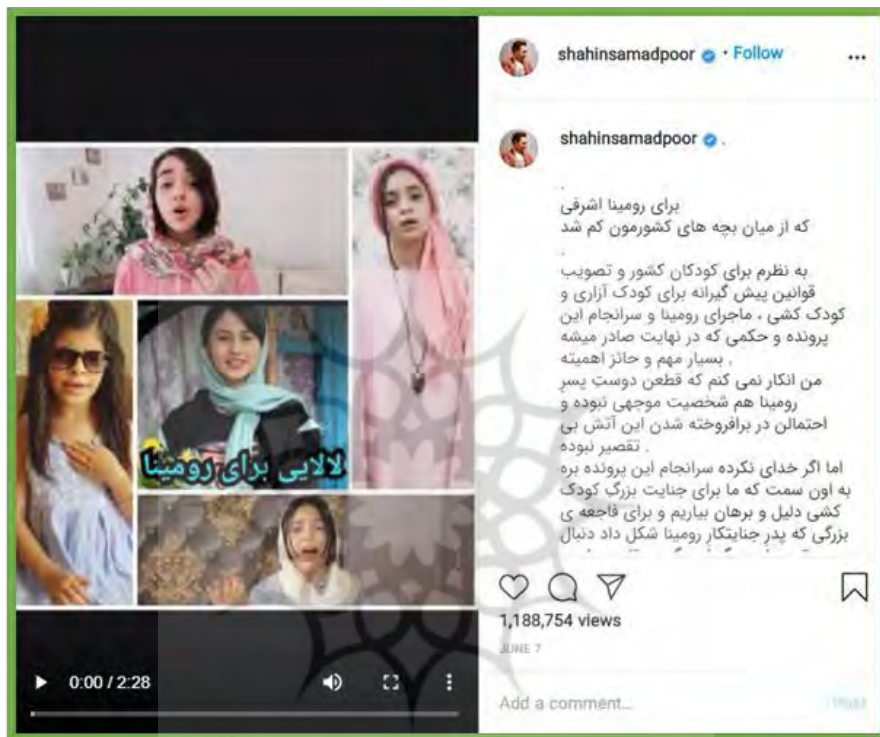 shahinsamadpoor • Follow
shahinsamadpoor .
.
برای رومینا اشرفی
که از میان بچه های کشورمون کم شد
.
به نظرم برای کودکان کشور و تصویب
قوانین پیش گیرانه برای کودک آزاری و
کودک کشی ، ماجرای رومینا و سرانجام این
پرونده و حکمی که در نهایت صادر میشه
بسیار مهم و حائز اهمیته .
من انکار نمی کنم که قطعن دوستِ پسرِ
رومینا هم شخصیت موجهی نبوده و
احتمالن در برافروخته شدن این آتش بی
تقصیر نبوده .
اما اگر خدای نکرده سرانجام این پرونده بره
به اون سمت که ما برای جنایت بزرگِ کودک
کشی دلیل و برهان بیاریم و برای فاجعه ی
بزرگی که پدرِ جنایتکارِ رومینا شکل داد دنبال
لالایی برای رومینا
0:00 / 2:28
1,188,754 views
JUNE 7
Add a comment...
Post